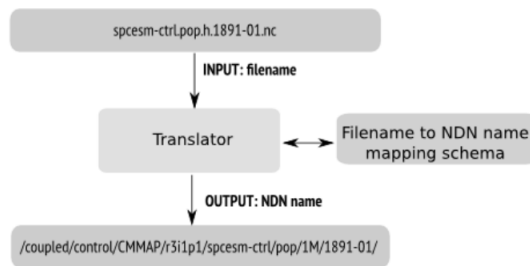 spcesm-ctrl.pop.h.1891-01.nc
INPUT: filename
Translator
Filename to NDN name
mapping schema
OUTPUT: NDN name
/coupled/control/CMMAP/r3i1p1/spcesm-ctrl/pop/1M/1891-01/